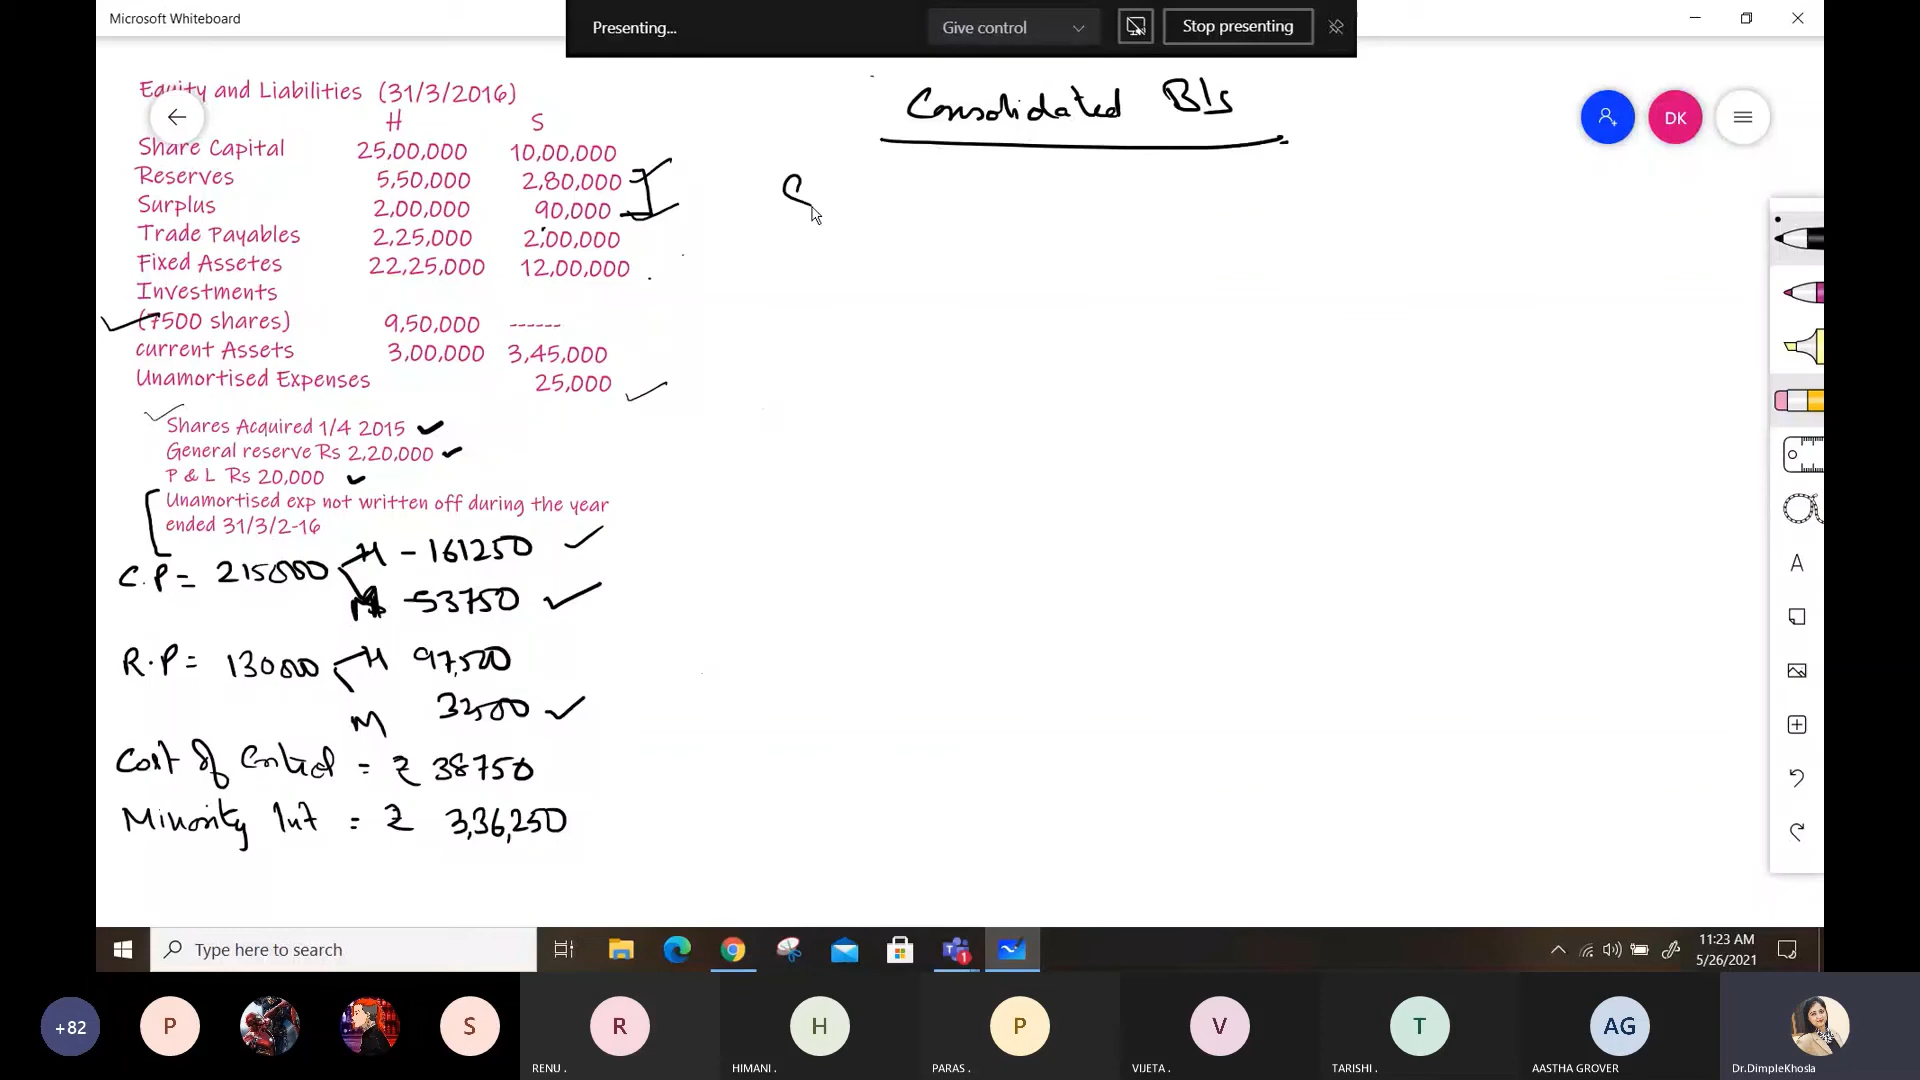 Microsoft Whiteboard
Presenting...
Give control
Stop presenting
Equity and Liabilities (31/3/2016)
H S
Share Capital 25,00,000 10,00,000
Reserves 5,50,000 2,80,000
Surplus 2,00,000 90,000
Trade Payables 2,25,000 2,00,000
Fixed Assetes 22,25,000 12,00,000
Investments
(7500 shares) 9,50,000 ------
current Assets 3,00,000 3,45,000
Unamortised Expenses 25,000
Shares Acquired 1/4 2015
General reserve Rs 2,20,000
P & L Rs 20,000
Unamortised exp not written off during the year
ended 31/3/2-16
C.P = 215000 H - 161250
M - 53750
R.P = 130000 H 97,500
M 32500
Cost of Control = ₹ 38750
Minority Int = ₹ 3,36,250
Consolidated B/s
DK
A
Type here to search
11:23 AM
5/26/2021
1
+82
P
S
R
H
P
V
T
AG
RENU .
HIMANI .
PARAS .
VIJETA .
TARISHI .
AASTHA GROVER
Dr.DimpleKhosla